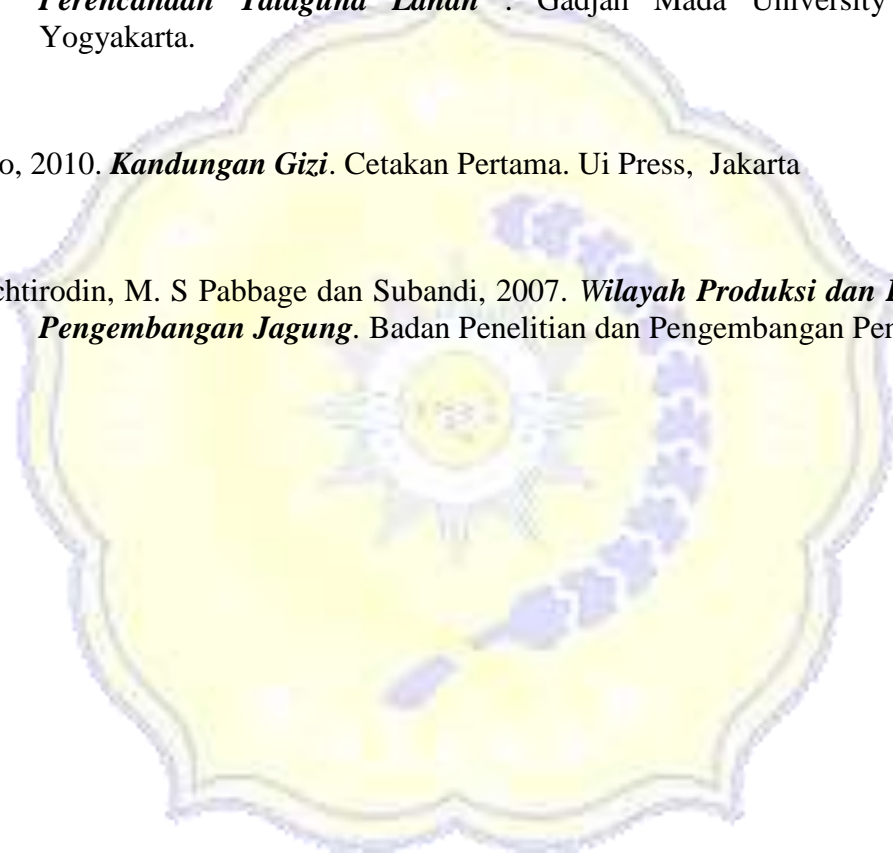 Perencanaan Tataguna Lahan . Gadjah Mada University
Yogyakarta.
o, 2010. Kandungan Gizi. Cetakan Pertama. Ui Press, Jakarta
chtirodin, M. S Pabbage dan Subandi, 2007. Wilayah Produksi dan
Pengembangan Jagung. Badan Penelitian dan Pengembangan